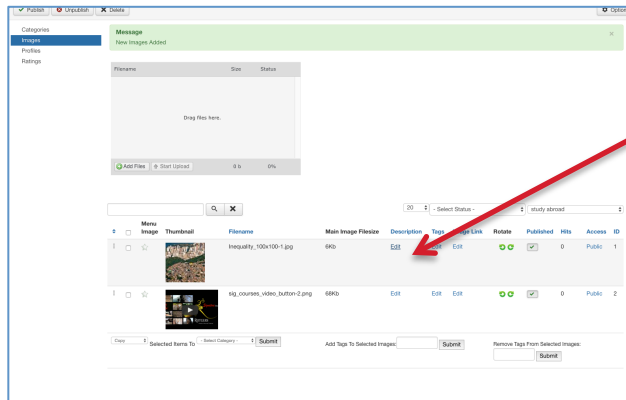 Publish Unpublish Delete Option
Categories
Images
Profiles
Ratings
Message
New Images Added
Filename Size Status
Drag files here.
Add Files Start Upload 0 b 0%
20 - Select Status - study abroad
Menu Image Thumbnail Filename Main Image Filesize Description Tags Image Link Rotate Published Hits Access ID
Inequality_100x100-1.jpg 6Kb Edit Edit Edit 0 Public 1
sig_courses_video_button-2.png 68Kb Edit Edit Edit 0 Public 2
Copy Selected Items To - Select Category - Submit Add Tags To Selected Images: Submit Remove Tags From Selected Images:
Submit